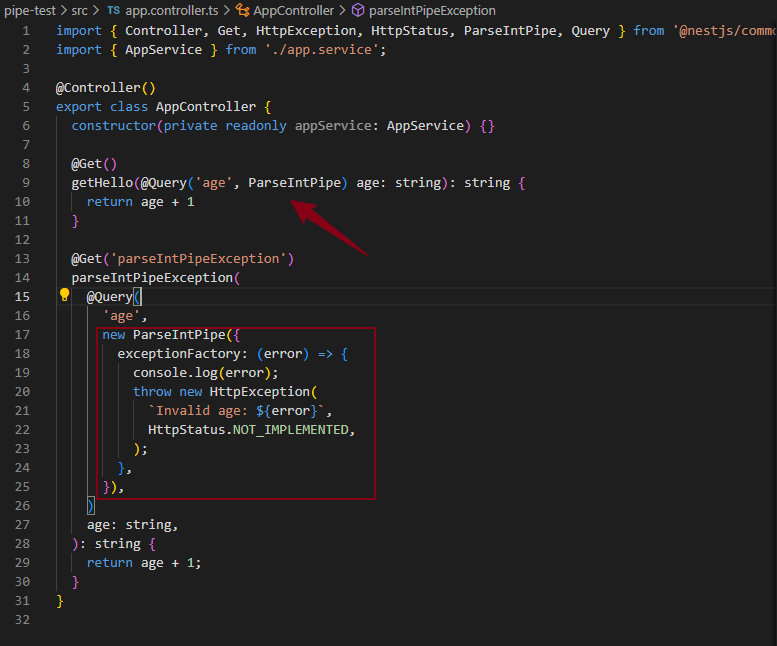 pipe-test > src > TS app.controller.ts > AppController > parseIntPipeException
1 import { Controller, Get, HttpException, HttpStatus, ParseIntPipe, Query } from '@nestjs/comm
2 import { AppService } from './app.service';
3
4 @Controller()
5 export class AppController {
6 constructor(private readonly appService: AppService) {}
7
8 @Get()
9 getHello(@Query('age', ParseIntPipe) age: string): string {
10 return age + 1
11 }
12
13 @Get('parseIntPipeException')
14 parseIntPipeException(
15 @Query(
16 'age',
17 new ParseIntPipe({
18 exceptionFactory: (error) => {
19 console.log(error);
20 throw new HttpException(
21 `Invalid age: ${error}`,
22 HttpStatus.NOT_IMPLEMENTED,
23 );
24 },
25 }),
26 )
27 age: string,
28 ): string {
29 return age + 1;
30 }
31 }
32